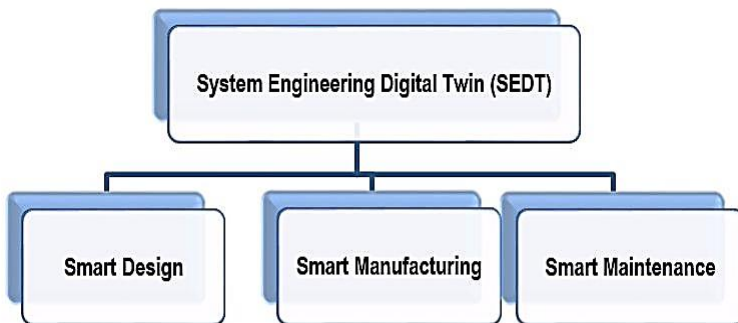 System Engineering Digital Twin (SEDT)
Smart Design
Smart Manufacturing
Smart Maintenance